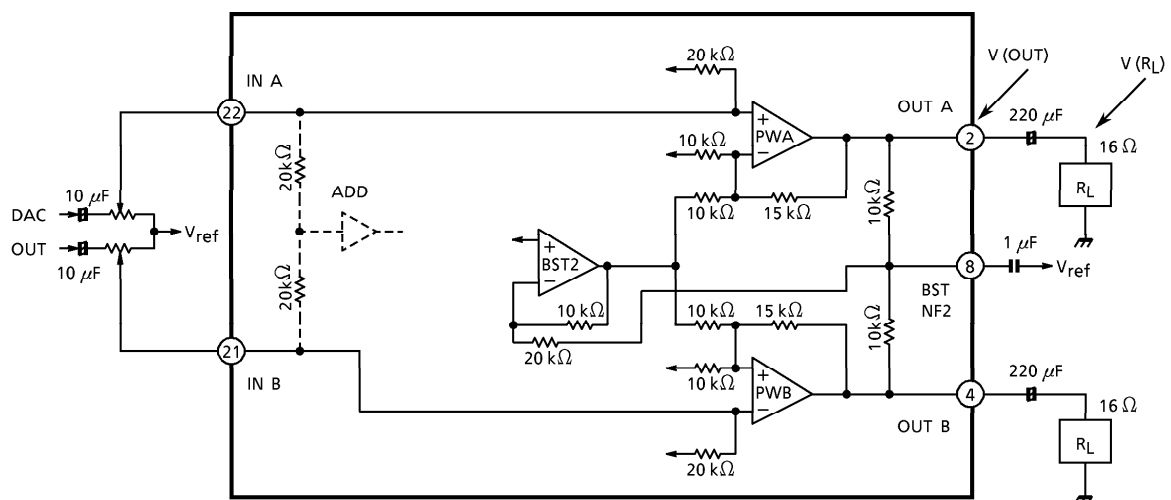 IN A
22
20kΩ
ADD
20kΩ
10 µF
DAC
OUT
10 µF
Vref
21
IN B
20 kΩ
+
PWA
−
10 kΩ
10 kΩ
15 kΩ
+
BST2
−
10 kΩ
20 kΩ
10 kΩ
15 kΩ
10 kΩ
+
PWB
−
20 kΩ
10kΩ
10kΩ
V (OUT)
V (RL)
OUT A
2
220 µF
16 Ω
RL
8
1 µF
Vref
BST
NF2
OUT B
4
220 µF
16 Ω
RL